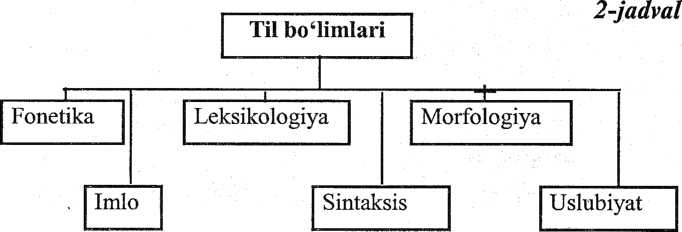 2-jadval
Til bo‘limlari
Fonetika
Leksikologiya
Morfologiya
Imlo
Sintaksis
Uslubiyat